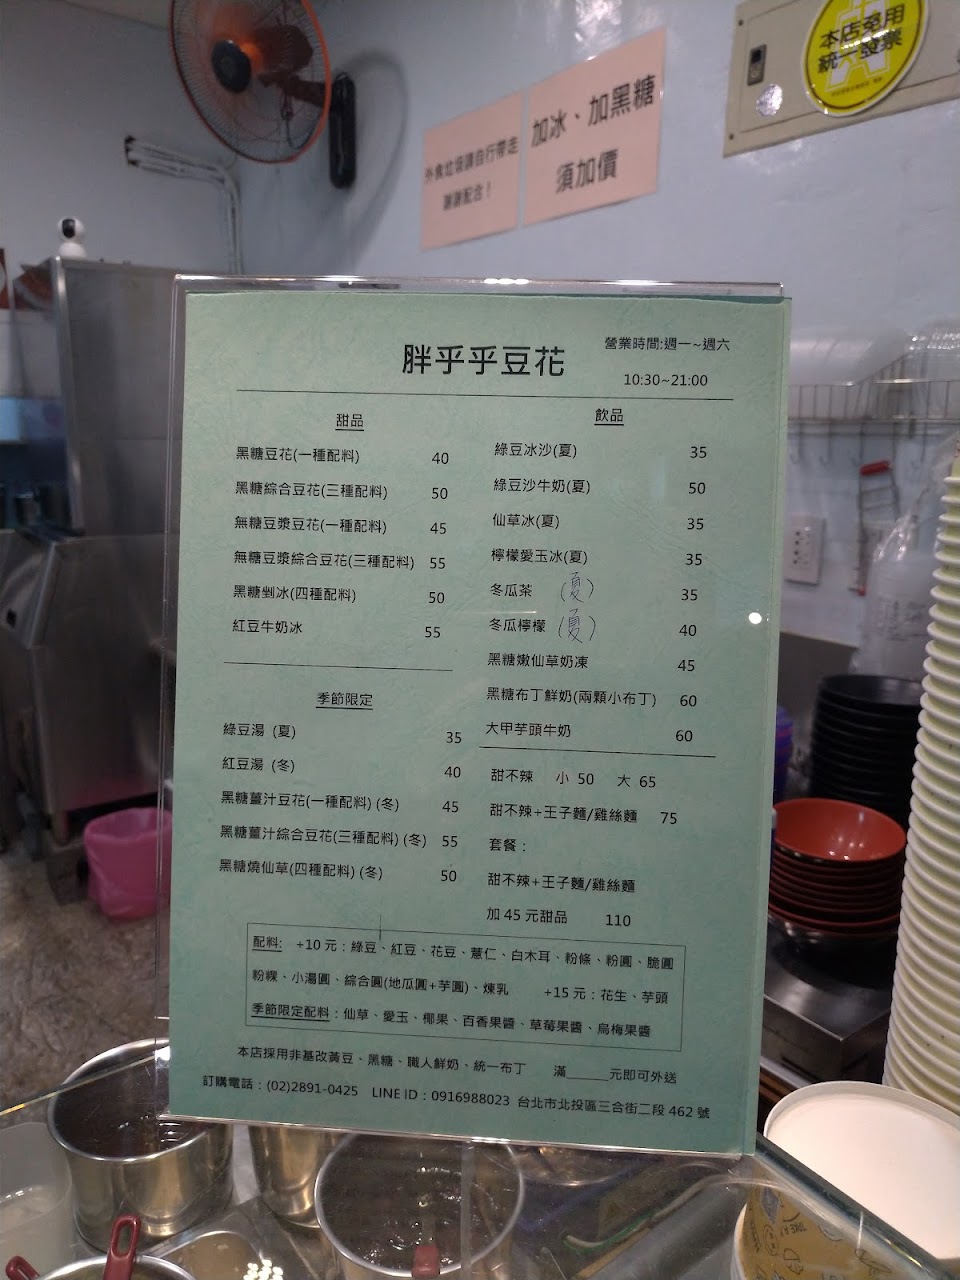 本店免用
統一發票
加冰、加黑糖
須加價
外食垃圾請自行帶走
謝謝配合！
胖乎乎豆花
營業時間:週一~週六
10:30~21:00
甜品
黑糖豆花(一種配料) 40
黑糖綜合豆花(三種配料) 50
無糖豆漿豆花(一種配料) 45
無糖豆漿綜合豆花(三種配料) 55
黑糖剉冰(四種配料) 50
紅豆牛奶冰 55
季節限定
綠豆湯 (夏) 35
紅豆湯 (冬) 40
黑糖薑汁豆花(一種配料) (冬) 45
黑糖薑汁綜合豆花(三種配料) (冬) 55
黑糖燒仙草(四種配料) (冬) 50
飲品
綠豆冰沙(夏) 35
綠豆沙牛奶(夏) 50
仙草冰(夏) 35
檸檬愛玉冰(夏) 35
冬瓜茶 (夏) 35
冬瓜檸檬 (夏) 40
黑糖嫩仙草奶凍 45
黑糖布丁鮮奶(兩顆小布丁) 60
大甲芋頭牛奶 60
甜不辣 小 50 大 65
甜不辣+王子麵/雞絲麵 75
套餐：
甜不辣+王子麵/雞絲麵
加 45 元甜品 110
配料: +10 元：綠豆、紅豆、花豆、薏仁、白木耳、粉條、粉圓、脆圓
粉粿、小湯圓、綜合圓(地瓜圓+芋圓)、煉乳 +15 元：花生、芋頭
季節限定配料：仙草、愛玉、椰果、百香果醬、草莓果醬、烏梅果醬
本店採用非基改黃豆、黑糖、職人鮮奶、統一布丁 滿______元即可外送
訂購電話：(02)2891-0425 LINE ID：0916988023 台北市北投區三合街二段 462 號